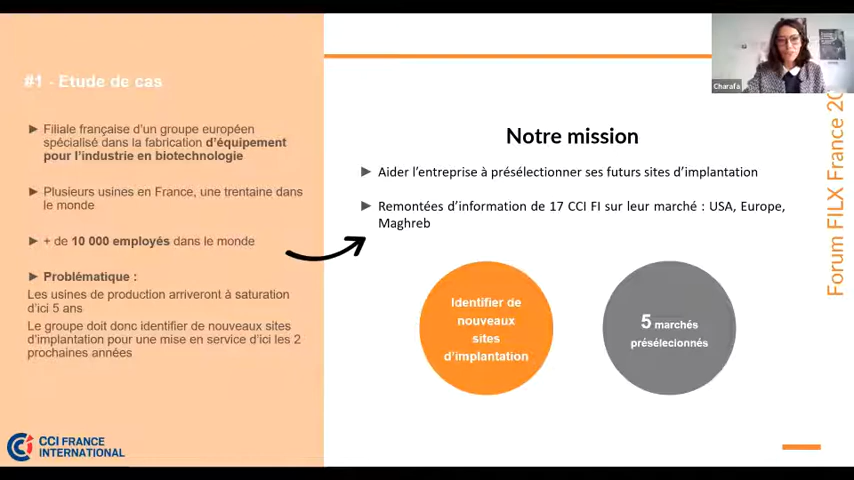 #1 - Etude de cas
► Filiale française d'un groupe européen
spécialisé dans la fabrication d'équipement
pour l'industrie en biotechnologie
► Plusieurs usines en France, une trentaine dans
le monde
► + de 10 000 employés dans le monde
► Problématique :
Les usines de production arriveront à saturation
d'ici 5 ans
Le groupe doit donc identifier de nouveaux sites
d'implantation pour une mise en service d'ici les 2
prochaines années
CCI FRANCE
INTERNATIONAL
Notre mission
► Aider l'entreprise à présélectionner ses futurs sites d'implantation
► Remontées d'information de 17 CCI FI sur leur marché : USA, Europe,
Maghreb
Identifier de
nouveaux
sites
d'implantation
5 marchés
présélecionnés
Charafa
Forum FILX France 20